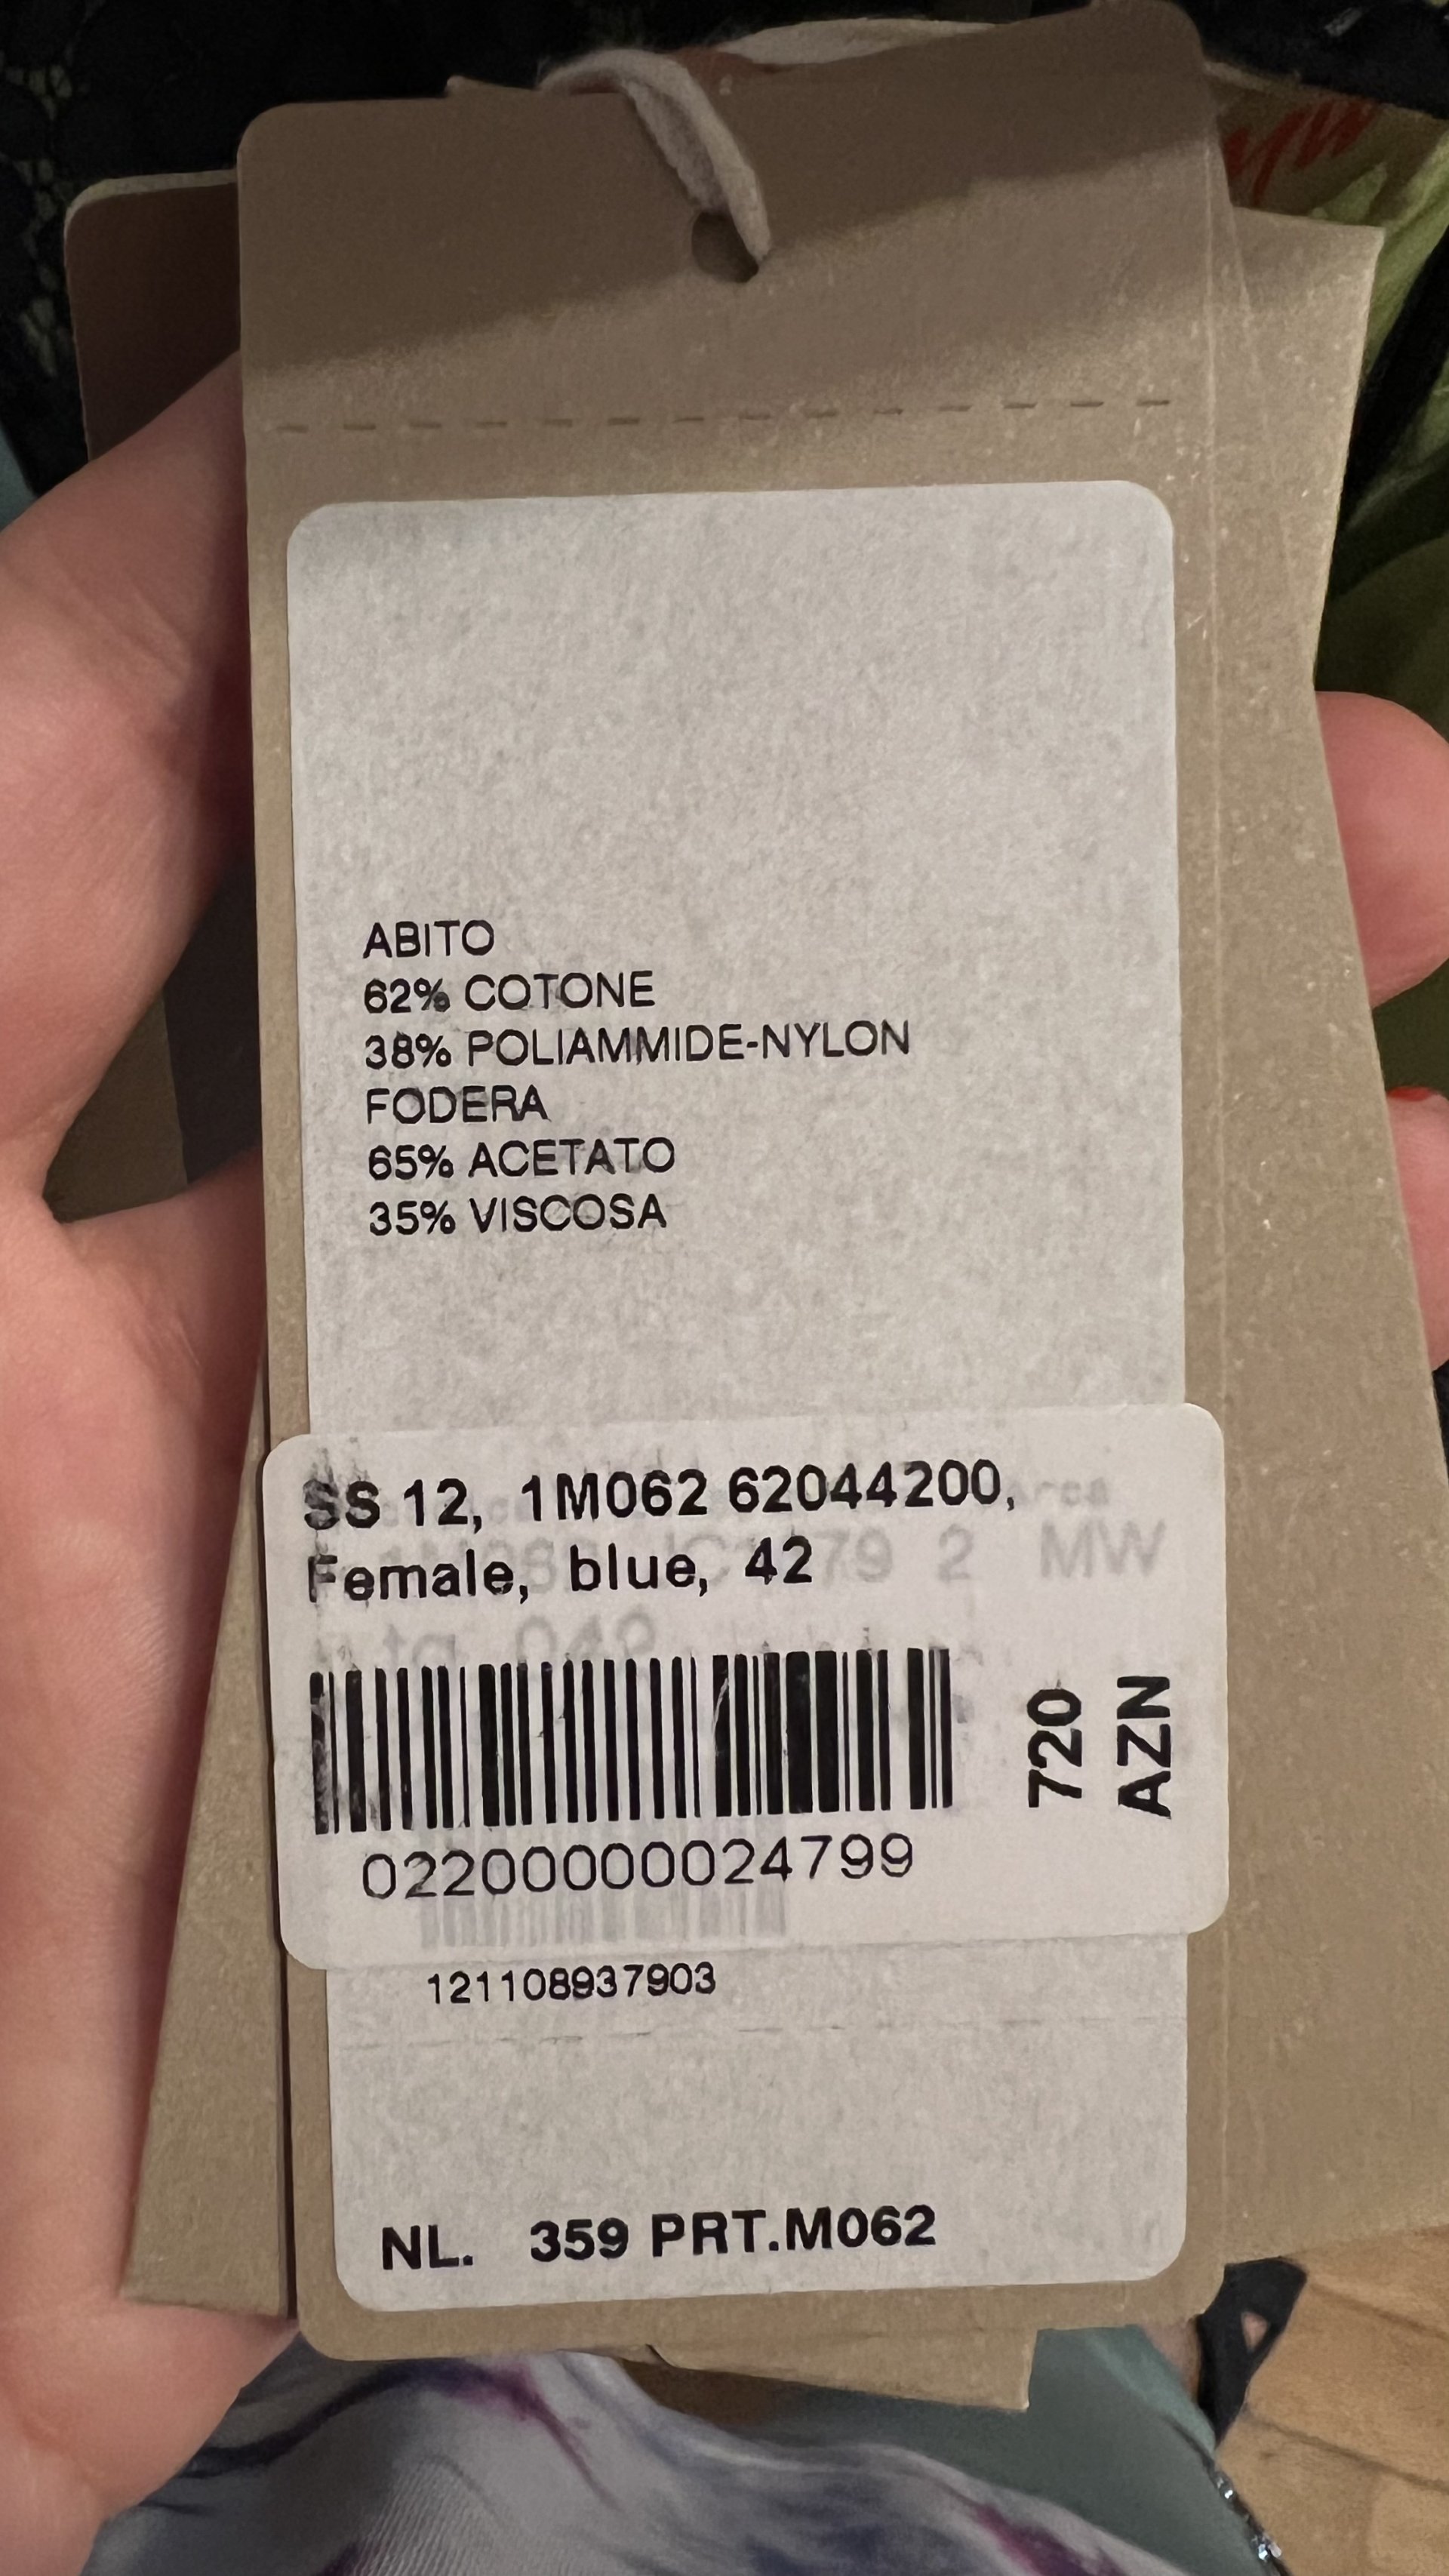 ABITO
62% COTONE
38% POLIAMMIDE-NYLON
FODERA
65% ACETATO
35% VISCOSA
SS 12, 1M062 62044200,
Female, blue, 42
720
AZN
02200000024799
121108937903
NL. 359 PRT.M062